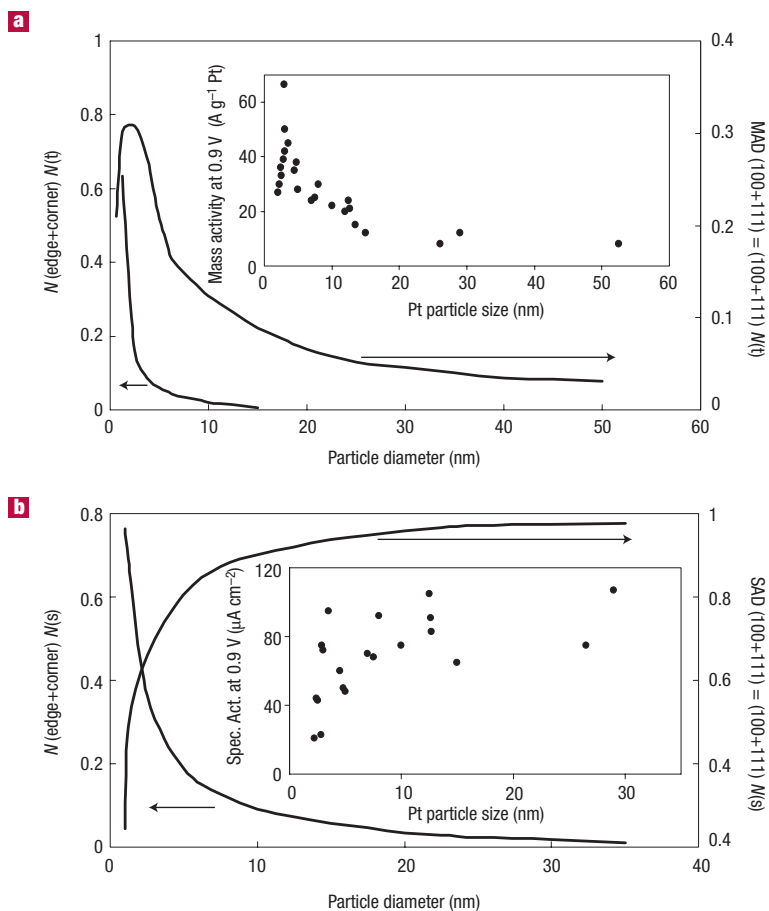 a
1
0.8
0.6
0.4
0.2
0
N (edge+corner) N(t)
0.4
0.3
0.2
0.1
0
MAD (100+111) = (100+111) N(t)
60
40
20
0
Mass activity at 0.9 V (A g⁻¹ Pt)
0 10 20 30 40 50 60
Pt particle size (nm)
0 10 20 30 40 50 60
Particle diameter (nm)
b
0.8
0.6
0.4
0.2
0
N (edge+corner) N(s)
1
0.8
0.6
0.4
0.4
SAD (100+111) = (100+111) N(s)
120
80
40
0
Spec. Act. at 0.9 V (µA cm⁻²)
0 10 20 30
Pt particle size (nm)
0 10 20 30 40
Particle diameter (nm)